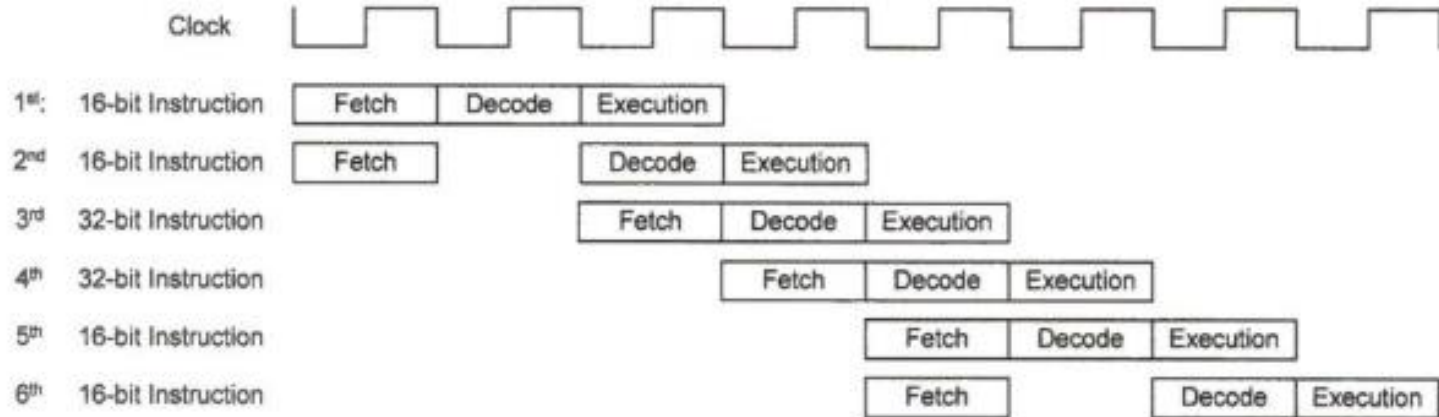 Clock
1st: 16-bit Instruction Fetch Decode Execution
2nd 16-bit Instruction Fetch Decode Execution
3rd 32-bit Instruction Fetch Decode Execution
4th 32-bit Instruction Fetch Decode Execution
5th 16-bit Instruction Fetch Decode Execution
6th 16-bit Instruction Fetch Decode Execution